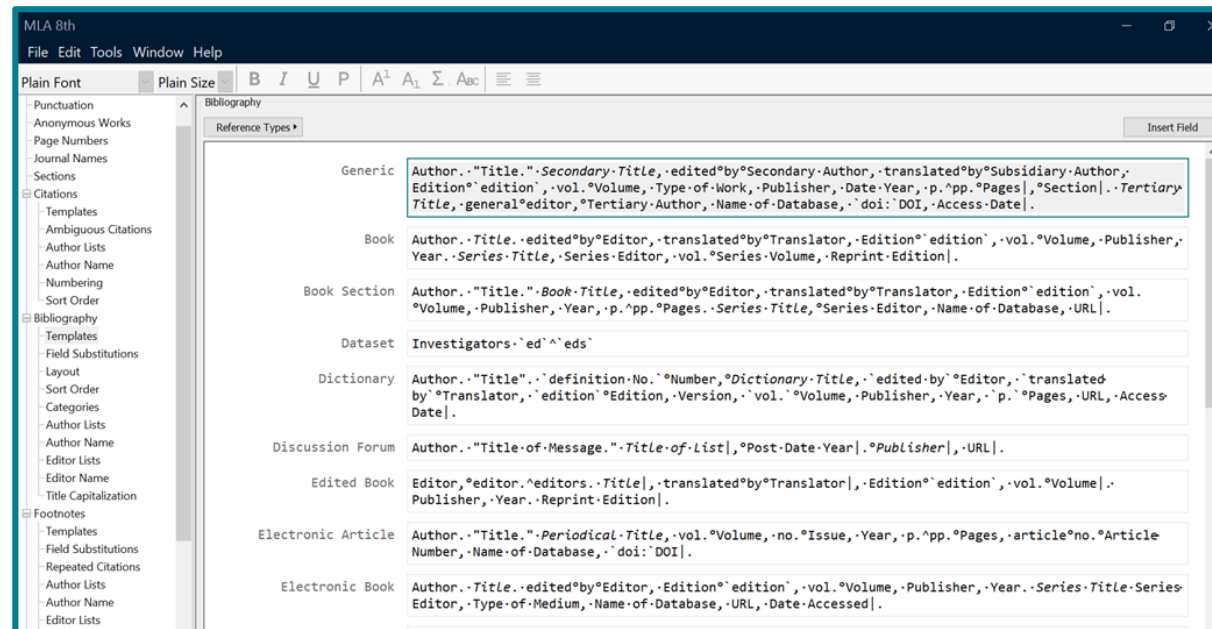 MLA 8th
File Edit Tools Window Help
Plain Font Plain Size B I U P A1 A1 Σ ABC
Punctuation
Anonymous Works
Page Numbers
Journal Names
Sections
Citations
Templates
Ambiguous Citations
Author Lists
Author Name
Numbering
Sort Order
Bibliography
Templates
Field Substitutions
Layout
Sort Order
Categories
Author Lists
Author Name
Editor Lists
Editor Name
Title Capitalization
Footnotes
Templates
Field Substitutions
Repeated Citations
Author Lists
Author Name
Editor Lists
Bibliography
Reference Types Insert Field
Generic Author.·"Title."·Secondary·Title,·edited°by°Secondary·Author,·translated°by°Subsidiary·Author,·
Edition°`edition`,·vol.°Volume,·Type·of·Work,·Publisher,·Date·Year,·p.^pp.°Pages|,°Section|.·Tertiary·
Title,·general°editor,°Tertiary·Author,·Name·of·Database,·`doi:`DOI,·Access·Date|.
Book Author.·Title.·edited°by°Editor,·translated°by°Translator,·Edition°`edition`,·vol.°Volume,·Publisher,·
Year.·Series·Title,·Series·Editor,·vol.°Series·Volume,·Reprint·Edition|.
Book Section Author.·"Title."·Book·Title,·edited°by°Editor,·translated°by°Translator,·Edition°`edition`,·vol.
°Volume,·Publisher,·Year,·p.^pp.°Pages.·Series·Title,°Series·Editor,·Name·of·Database,·URL|.
Dataset Investigators·`ed`^`eds`
Dictionary Author.·"Title".·`definition·No.`°Number,°Dictionary·Title,·`edited·by`°Editor,·`translated·
by`°Translator,·`edition`°Edition,·Version,·`vol.`°Volume,·Publisher,·Year,·`p.`°Pages,·URL,·Access·
Date|.
Discussion Forum Author.·"Title·of·Message."·Title·of·List|,°Post·Date·Year|.°Publisher|,·URL|.
Edited Book Editor,°editor.^editors.·Title|,·translated°by°Translator|,·Edition°`edition`,·vol.°Volume|.·
Publisher,·Year.·Reprint·Edition|.
Electronic Article Author.·"Title."·Periodical·Title,·vol.°Volume,·no.°Issue,·Year,·p.^pp.°Pages,·article°no.°Article·
Number,·Name·of·Database,·`doi:`DOI|.
Electronic Book Author.·Title.·edited°by°Editor,·Edition°`edition`,·vol.°Volume,·Publisher,·Year.·Series·Title·Series·
Editor,·Type·of·Medium,·Name·of·Database,·URL,·Date·Accessed|.